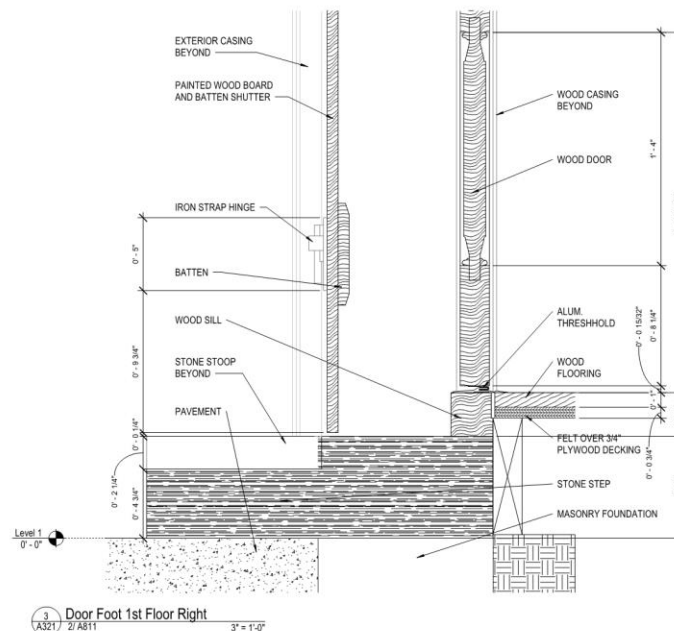 EXTERIOR CASING
BEYOND
PAINTED WOOD BOARD
AND BATTEN SHUTTER
IRON STRAP HINGE
BATTEN
WOOD SILL
STONE STOOP
BEYOND
PAVEMENT
0' - 5"
0' - 9 3/4"
0' - 0 1/4"
0' - 2 1/4"
0' - 4 3/4"
Level 1
0' - 0"
WOOD CASING
BEYOND
WOOD DOOR
ALUM.
THRESHHOLD
WOOD
FLOORING
FELT OVER 3/4"
PLYWOOD DECKING
STONE STEP
MASONRY FOUNDATION
1' - 4"
0' - 8 1/4"
0' - 0 15/32"
0' - 1"
0' - 0 3/4"
3
A321
Door Foot 1st Floor Right
2/ A811
3" = 1'-0"